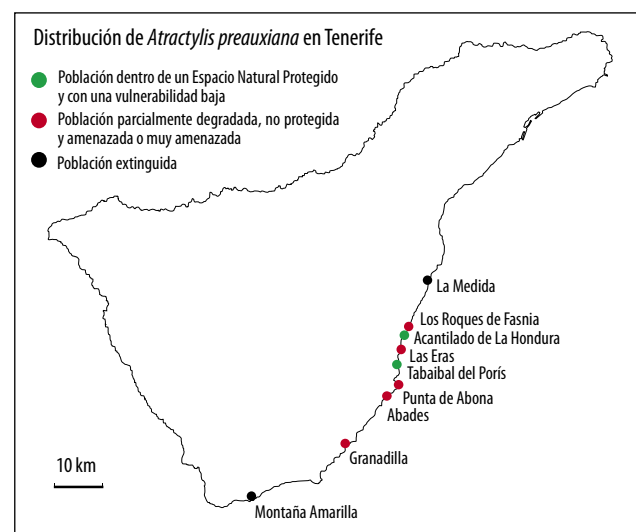 Distribución de Atractylis preauxiana en Tenerife
Población dentro de un Espacio Natural Protegido
y con una vulnerabilidad baja
Población parcialmente degradada, no protegida
y amenazada o muy amenazada
Población extinguida
La Medida
Los Roques de Fasnia
Acantilado de La Hondura
Las Eras
Tabaibal del Porís
Punta de Abona
Abades
Granadilla
10 km
Montaña Amarilla